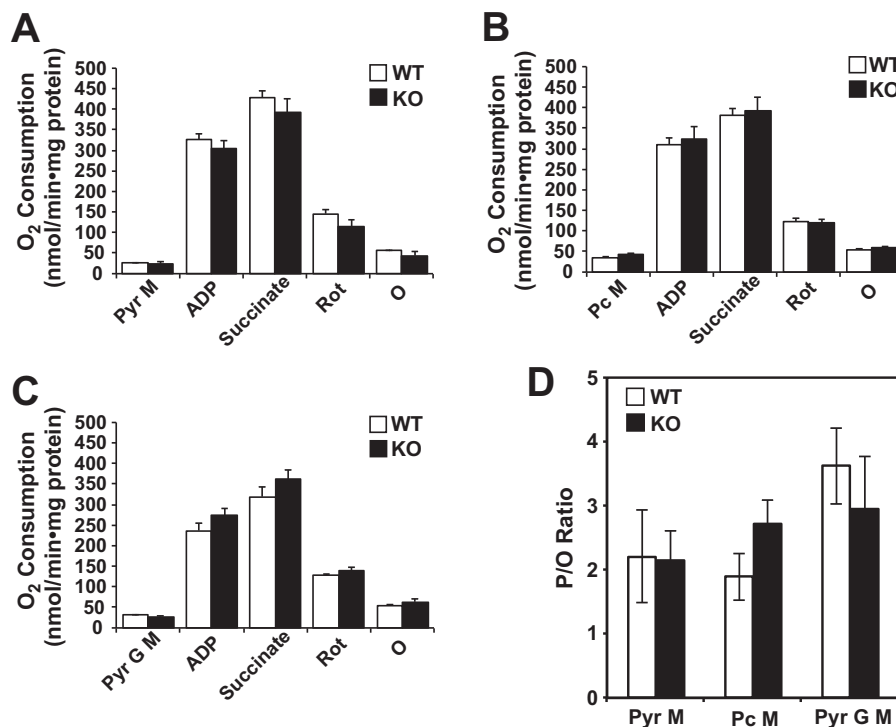 A
O2 Consumption
(nmol/min•mg protein)
500
450
400
350
300
250
200
150
100
50
0
WT
KO
Pyr M
ADP
Succinate
Rot
O
B
O2 Consumption
(nmol/min•mg protein)
500
450
400
350
300
250
200
150
100
50
0
WT
KO
Pc M
ADP
Succinate
Rot
O
C
O2 Consumption
(nmol/min•mg protein)
500
450
400
350
300
250
200
150
100
50
0
WT
KO
Pyr G M
ADP
Succinate
Rot
O
D
P/O Ratio
5
4
3
2
1
0
WT
KO
Pyr M
Pc M
Pyr G M